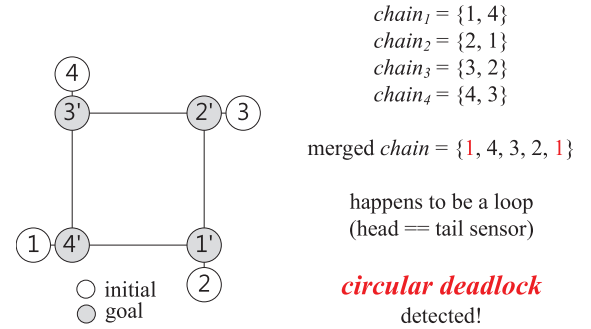 4
3'
2'
3
1
4'
1'
2
initial
goal
chain1 = {1, 4}
chain2 = {2, 1}
chain3 = {3, 2}
chain4 = {4, 3}
merged chain = {1, 4, 3, 2, 1}
happens to be a loop
(head == tail sensor)
circular deadlock
detected!